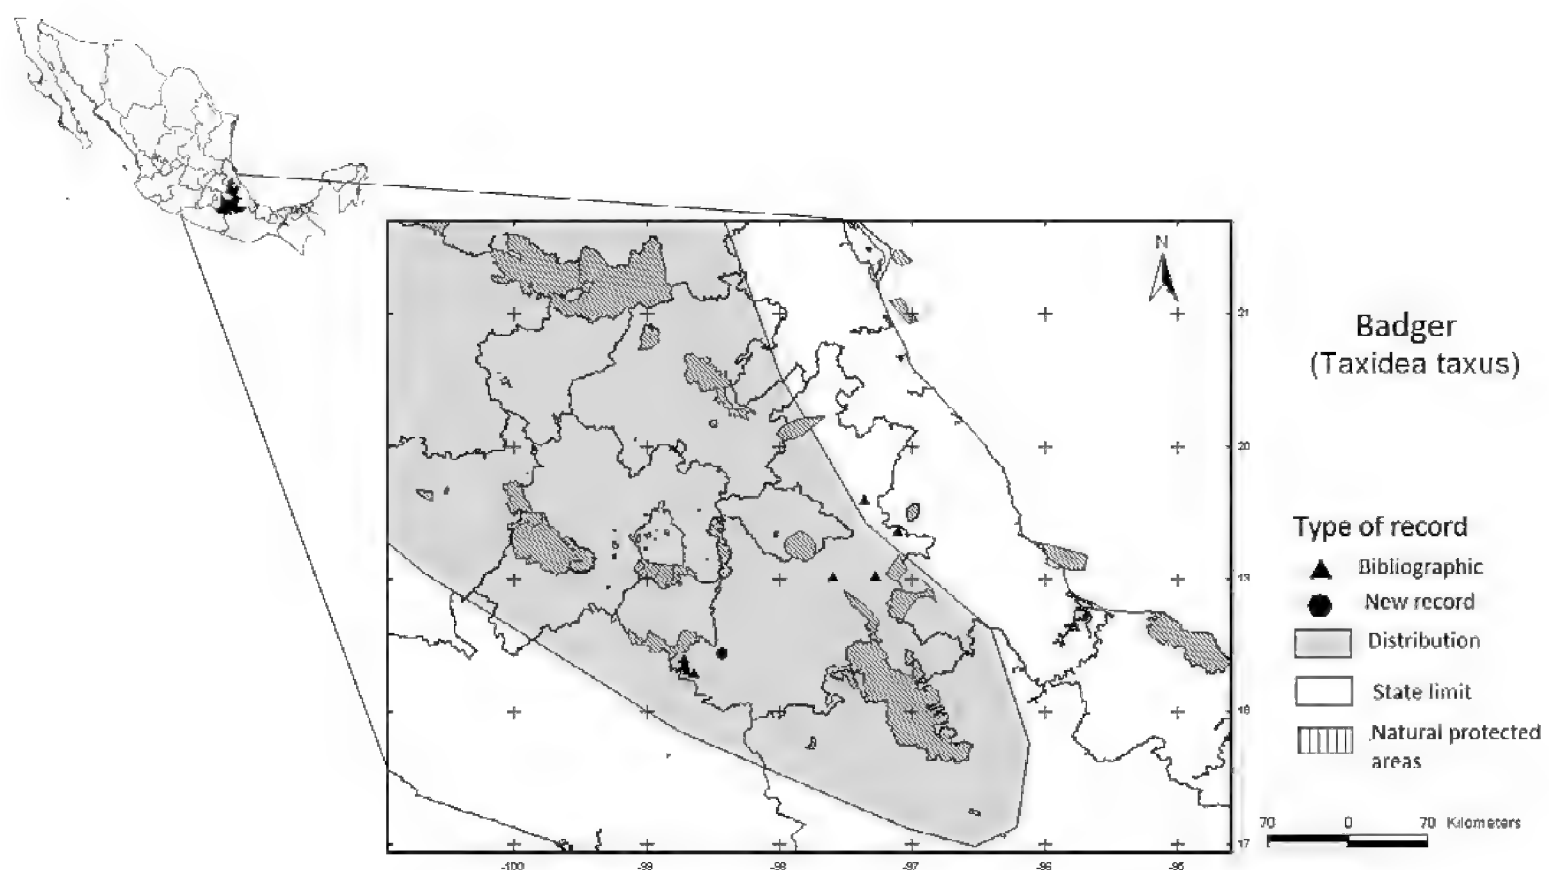 N
Badger
(Taxidea taxus)
21
20
19
18
17
-100
-99
-98
-97
-96
-95
Type of record
Bibliographic
New record
Distribution
State limit
Natural protected
areas
70 0 70 Kilometers